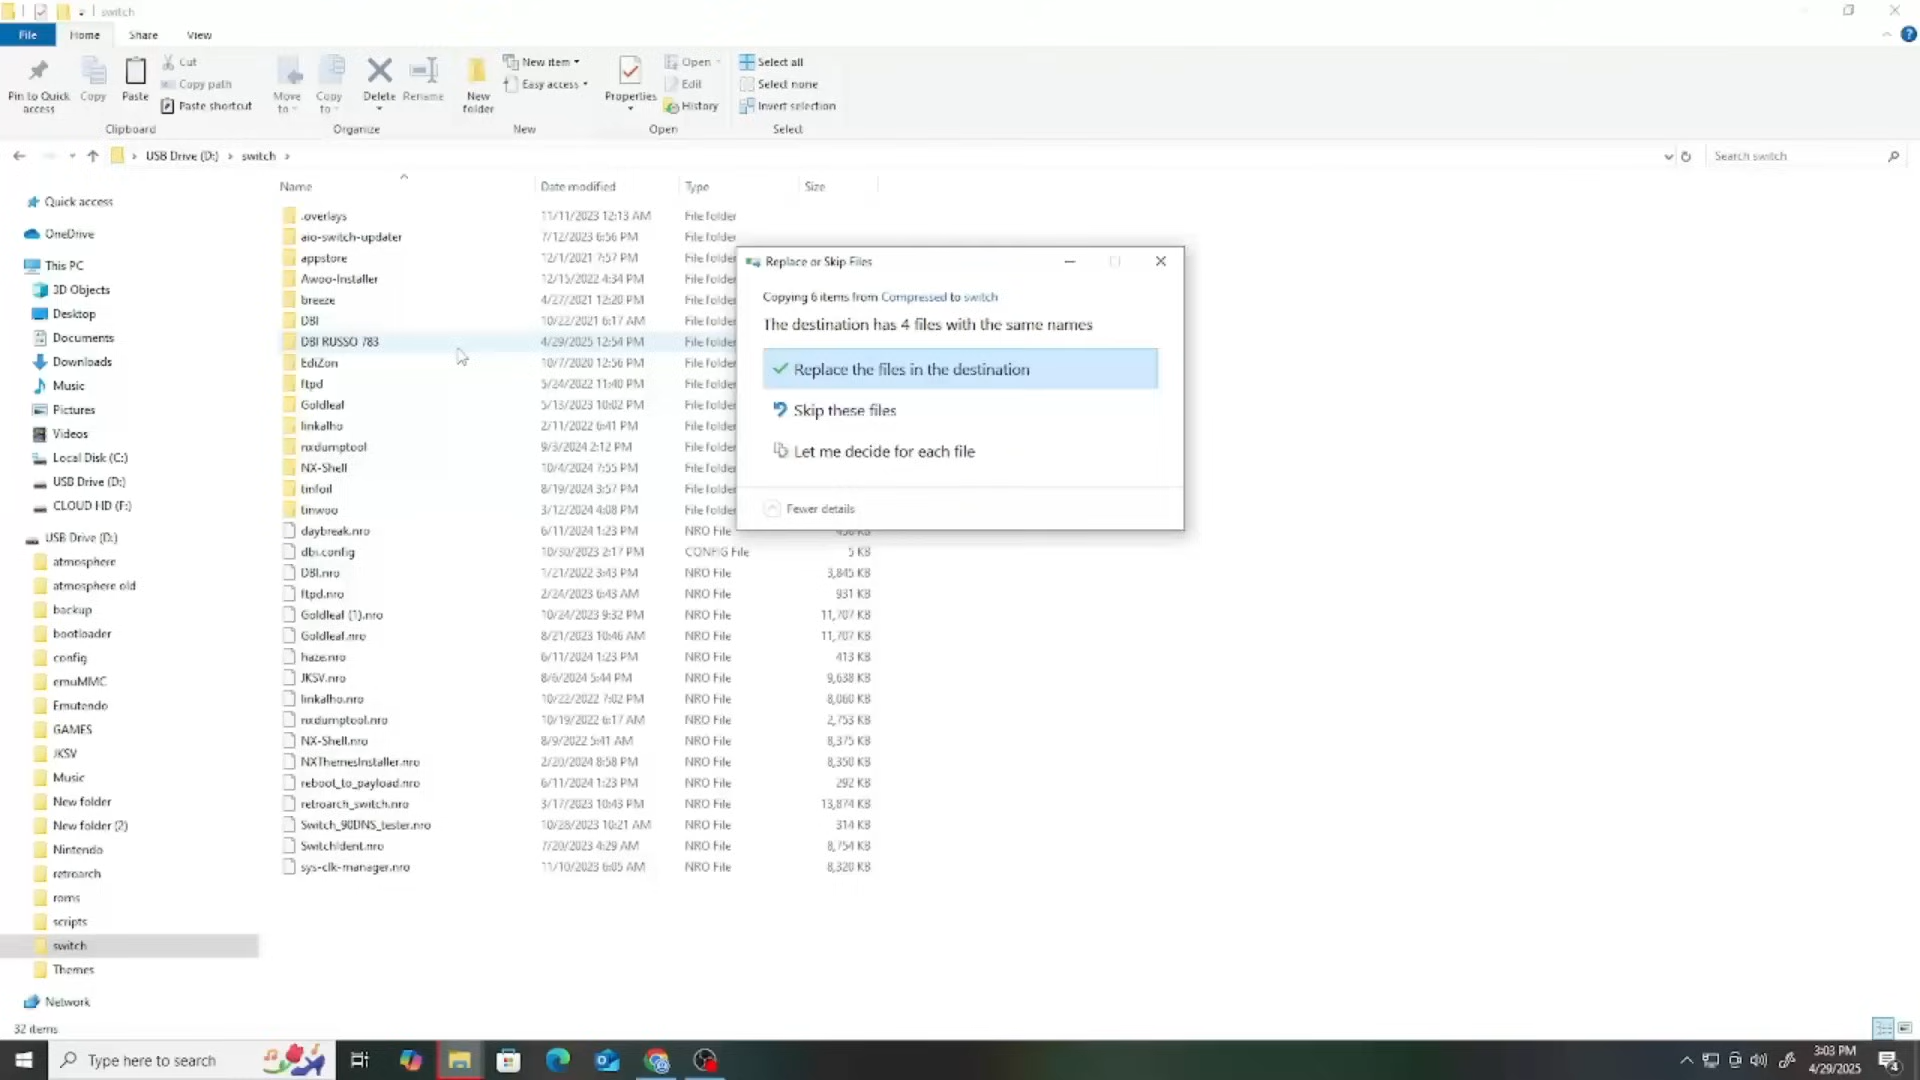 switch
File Home Share View
Pin to Quick access
Copy
Paste
Cut
Copy path
Paste shortcut
Clipboard
Move to
Copy to
Delete
Rename
Organize
New folder
New item
Easy access
New
Properties
Open
Edit
History
Open
Select all
Select none
Invert selection
Select
USB Drive (D:) > switch >
Search switch
Quick access
OneDrive
This PC
3D Objects
Desktop
Documents
Downloads
Music
Pictures
Videos
Local Disk (C:)
USB Drive (D:)
CLOUD HD (F:)
USB Drive (D:)
atmosphere
atmosphere old
backup
bootloader
config
emuMMC
Emutendo
GAMES
JKSV
Music
New folder
New folder (2)
Nintendo
retroarch
roms
scripts
switch
Themes
Network
Name Date modified Type Size
.overlays 11/11/2023 12:13 AM File folder
aio-switch-updater 7/12/2023 6:56 PM File folder
appstore 12/1/2021 7:57 PM File folder
Awoo-Installer 12/15/2022 4:34 PM File folder
breeze 4/27/2021 12:20 PM File folder
DBI 10/22/2021 6:17 AM File folder
DBI RUSSO 783 4/29/2025 12:54 PM File folder
EdiZon 10/7/2020 12:56 PM File folder
ftpd 5/24/2022 11:40 PM File folder
Goldleaf 5/13/2023 10:02 PM File folder
linkalho 2/11/2022 6:41 PM File folder
nxdumptool 9/3/2024 2:12 PM File folder
NX-Shell 10/4/2024 7:55 PM File folder
tinfoil 8/19/2024 3:57 PM File folder
tinwoo 3/12/2024 4:08 PM File folder
daybreak.nro 6/11/2024 1:23 PM NRO File
dbi.config 10/30/2023 2:17 PM CONFIG File 5 KB
DBI.nro 1/21/2022 3:43 PM NRO File 3,845 KB
ftpd.nro 2/24/2023 6:43 AM NRO File 931 KB
Goldleaf (1).nro 10/24/2023 9:32 PM NRO File 11,707 KB
Goldleaf.nro 8/21/2023 10:46 AM NRO File 11,707 KB
haze.nro 6/11/2024 1:23 PM NRO File 413 KB
JKSV.nro 8/6/2024 5:44 PM NRO File 9,638 KB
linkalho.nro 10/22/2022 7:02 PM NRO File 8,060 KB
nxdumptool.nro 10/19/2022 6:17 AM NRO File 2,753 KB
NX-Shell.nro 8/9/2022 5:41 AM NRO File 8,375 KB
NXThemesInstaller.nro 2/20/2024 8:58 PM NRO File 8,350 KB
reboot_to_payload.nro 6/11/2024 1:23 PM NRO File 292 KB
retroarch_switch.nro 3/17/2023 10:43 PM NRO File 13,874 KB
Switch_90DNS_tester.nro 10/28/2023 10:21 AM NRO File 314 KB
SwitchIdent.nro 7/20/2023 4:29 AM NRO File 8,754 KB
sys-clk-manager.nro 11/10/2023 6:05 AM NRO File 8,320 KB
Replace or Skip Files
Copying 6 items from Compressed to switch
The destination has 4 files with the same names
Replace the files in the destination
Skip these files
Let me decide for each file
Fewer details
32 items
Type here to search
3:03 PM
4/29/2025
4